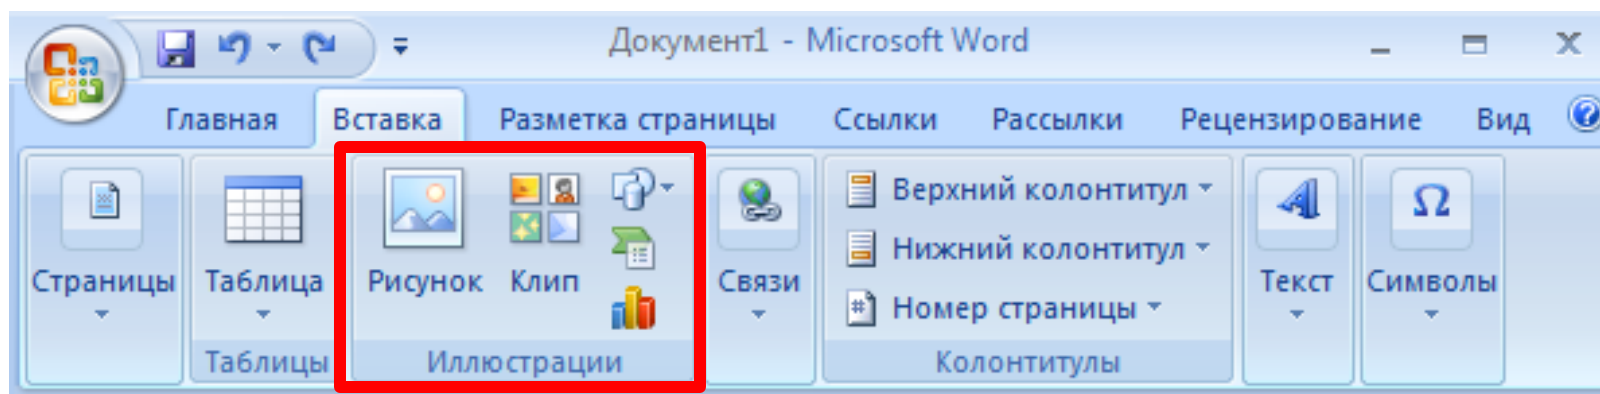 Документ1 - Microsoft Word
Главная Вставка Разметка страницы Ссылки Рассылки Рецензирование Вид
Страницы
Таблица
Таблицы
Рисунок
Клип
Иллюстрации
Связи
Верхний колонтитул
Нижний колонтитул
Номер страницы
Колонтитулы
Текст
Символы